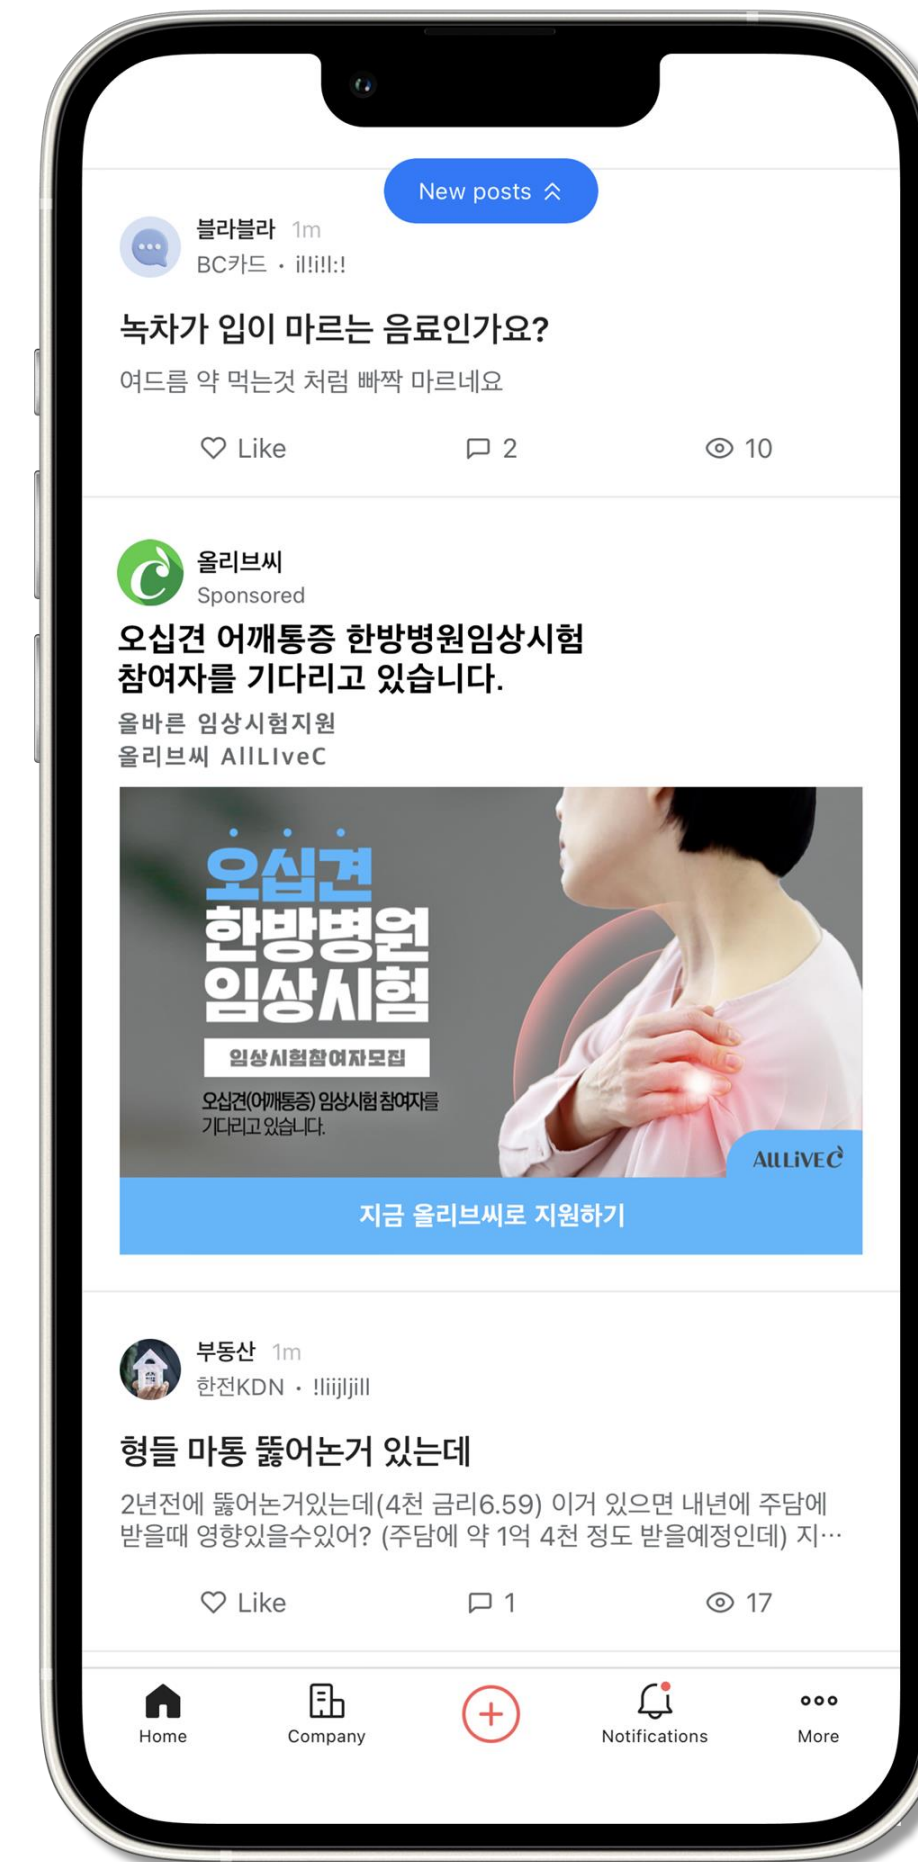 New posts
블라블라 1m
BC카드 · il!i!l:!
녹차가 입이 마르는 음료인가요?
여드름 약 먹는것 처럼 빠짝 마르네요
Like 2 10
올리브씨
Sponsored
오십견 어깨통증 한방병원임상시험
참여자를 기다리고 있습니다.
올바른 임상시험지원
올리브씨 AllLIveC
오십견
한방병원
임상시험
임상시험참여자모집
오십견(어깨통증) 임상시험 참여자를
기다리고 있습니다.
AllLiVE C
지금 올리브씨로 지원하기
부동산 1m
한전KDN · !liijljill
형들 마통 뚫어논거 있는데
2년전에 뚫어논거있는데(4천 금리6.59) 이거 있으면 내년에 주담에
받을때 영향있을수있어? (주담에 약 1억 4천 정도 받을예정인데) 지…
Like 1 17
Home Company Notifications More